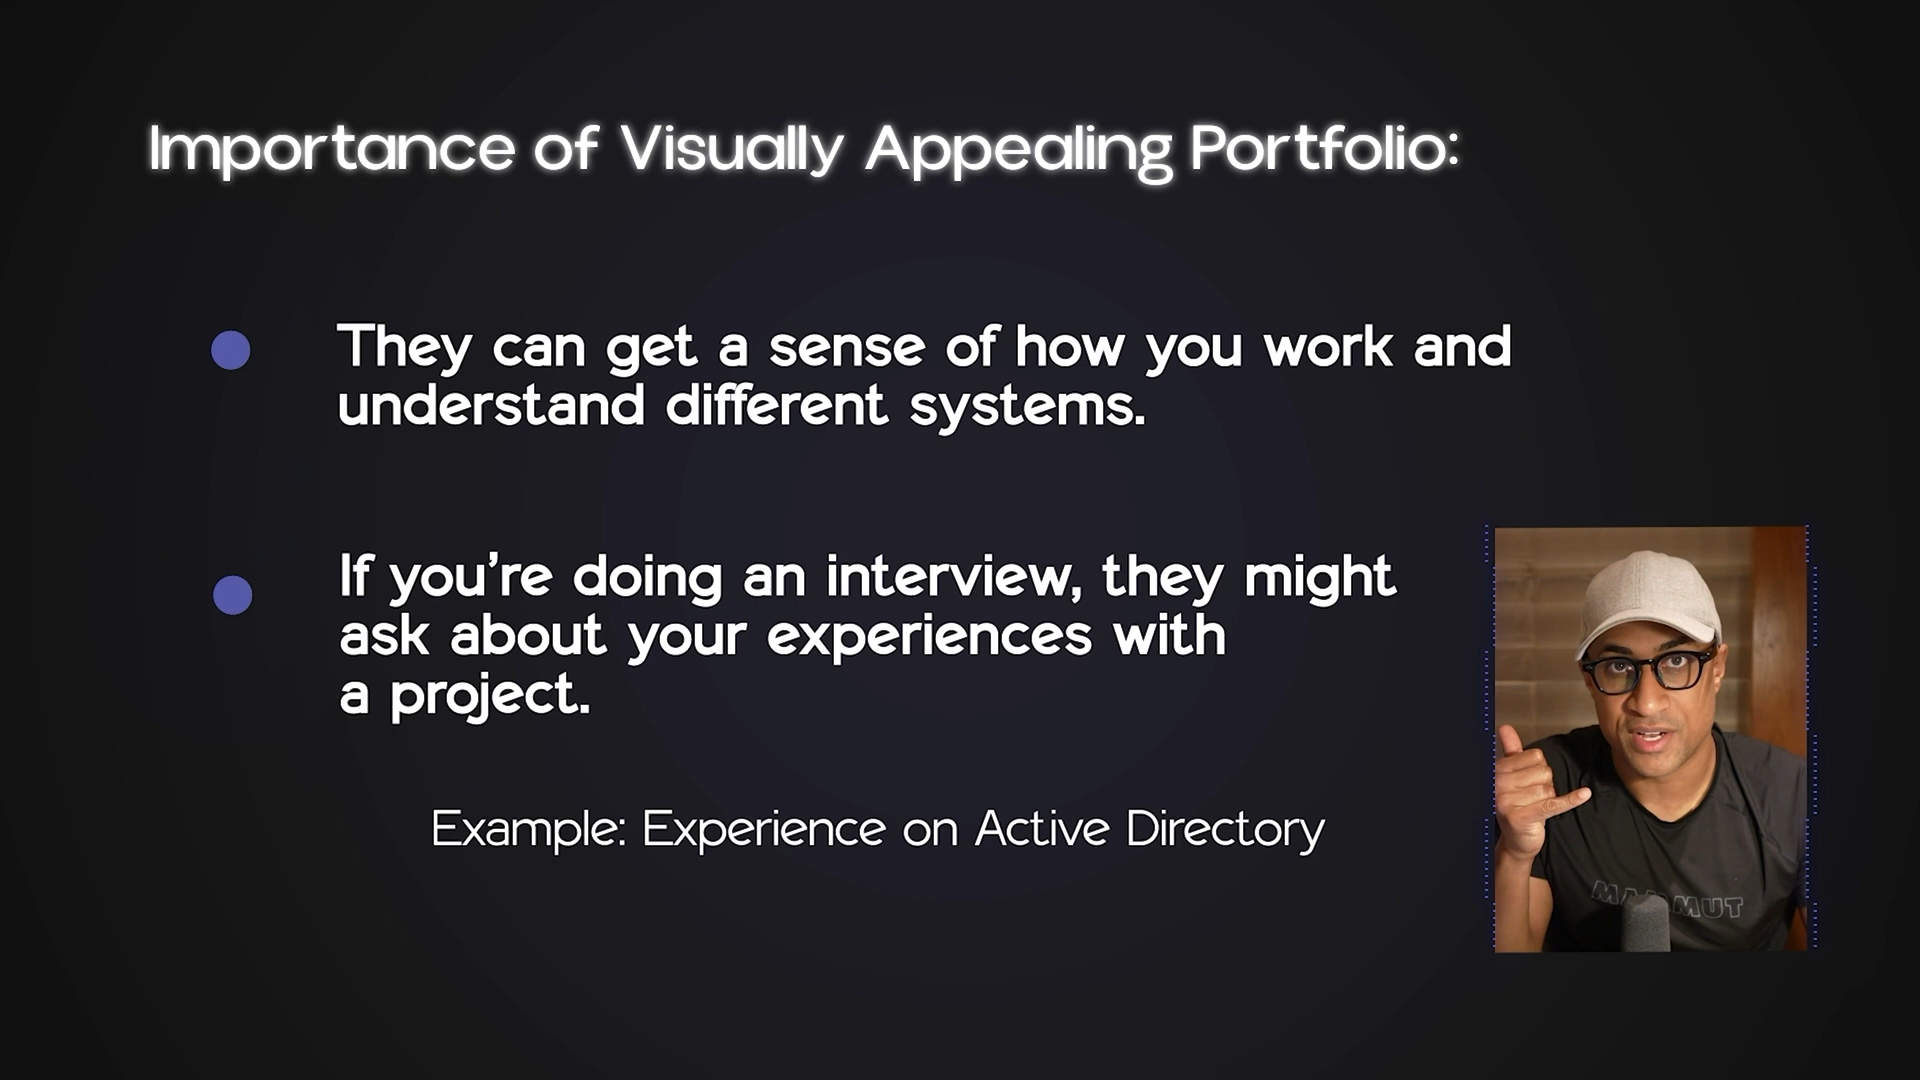 Importance of Visually Appealing Portfolio:
They can get a sense of how you work and
understand different systems.
If you’re doing an interview, they might
ask about your experiences with
a project.
Example: Experience on Active Directory